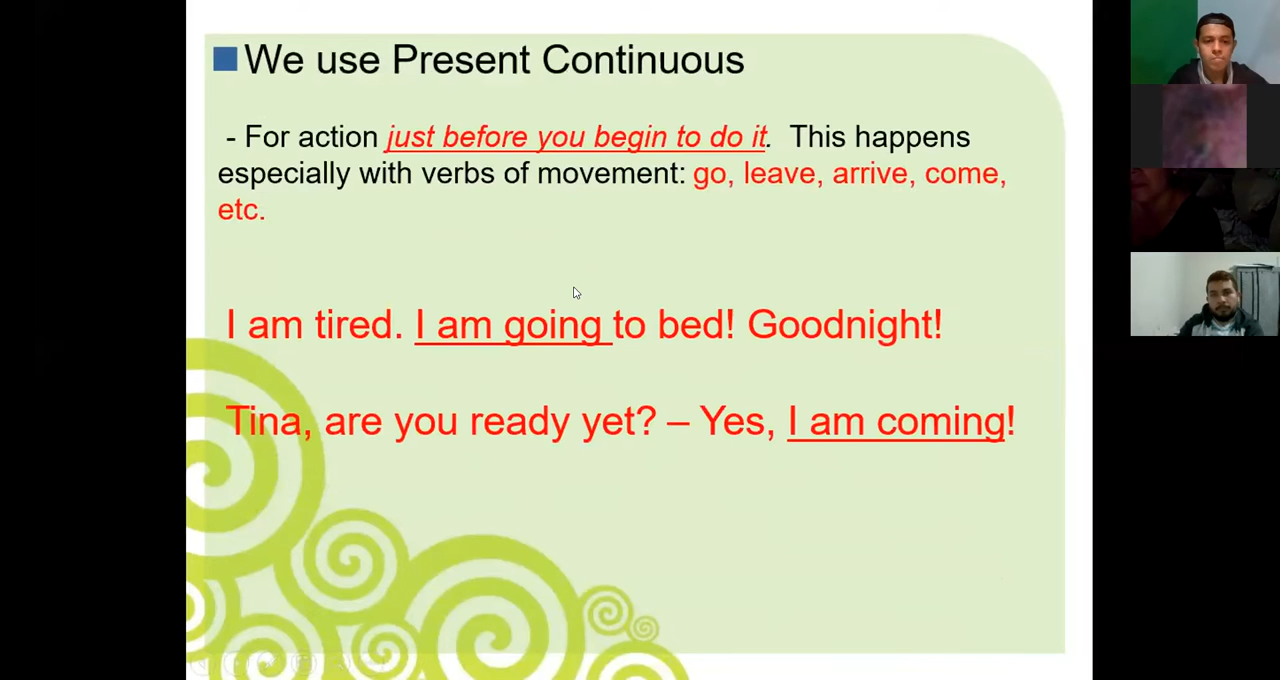 We use Present Continuous
- For action just before you begin to do it. This happens
especially with verbs of movement: go, leave, arrive, come,
etc.
I am tired. I am going to bed! Goodnight!
Tina, are you ready yet? – Yes, I am coming!